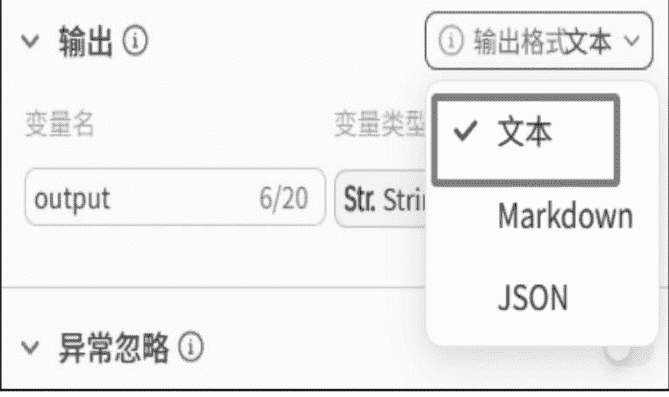 输出
输出格式文本
变量名
变量类型
文本
output 6/20
Str. Stri
Markdown
JSON
异常忽略